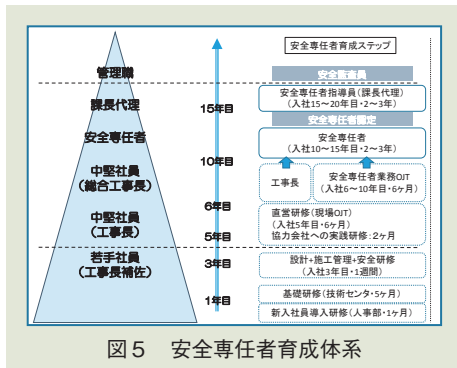 安全専任者育成ステップ
管理職
課長代理
安全専任者
中堅社員
(総合工事長)
中堅社員
(工事長)
若手社員
(工事長補佐)
15年目
10年目
6年目
5年目
3年目
1年目
安全監査員
安全専任者指導員(課長代理)
(入社15~20年目・2~3年)
安全専任者認定
安全専任者
(入社10~15年目・2~3年)
工事長
安全専任者業務OJT
(入社6~10年目・6ヶ月)
直営研修(現場OJT)
(入社5年目・6ヶ月)
協力会社への実践研修:2ヶ月
設計+施工管理+安全研修
(入社3年目・1週間)
基礎研修(技術センタ・5ヶ月)
新入社員導入研修(人事部・1ヶ月)
図5 安全専任者育成体系